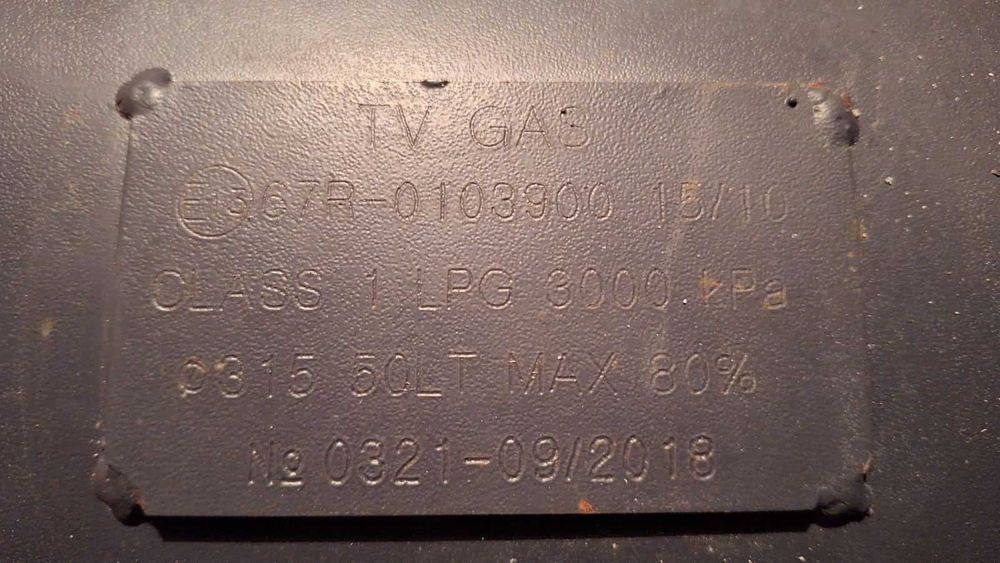 TV GAS
E13 67R-0103900 15/10
CLASS 1 LPG 3000 kPa
φ315 50LT MAX 80%
№ 0321-09/2018